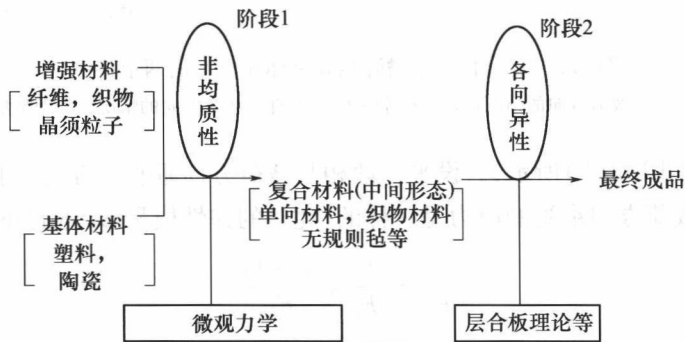 阶段1
阶段2
非均质性
各向异性
增强材料
纤维，织物
晶须粒子
复合材料(中间形态)
单向材料，织物材料
无规则毡等
最终成品
基体材料
塑料，
陶瓷
微观力学
层合板理论等